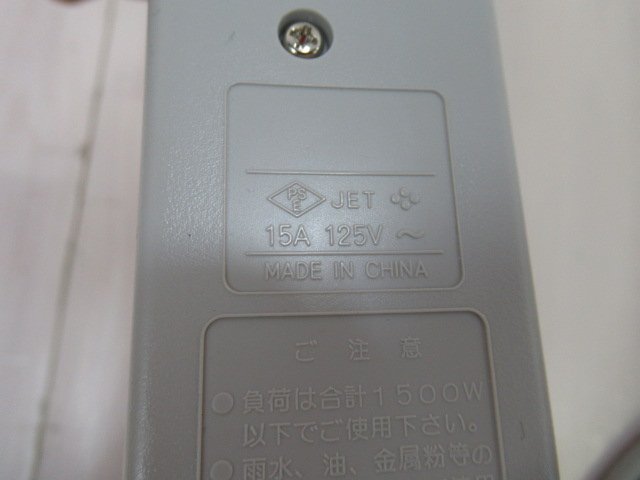 PSE JET
15A 125V ～
MADE IN CHINA
ご注意
● 負荷は合計1500W
以下でご使用下さい。
● 雨水、油、金属粉等の